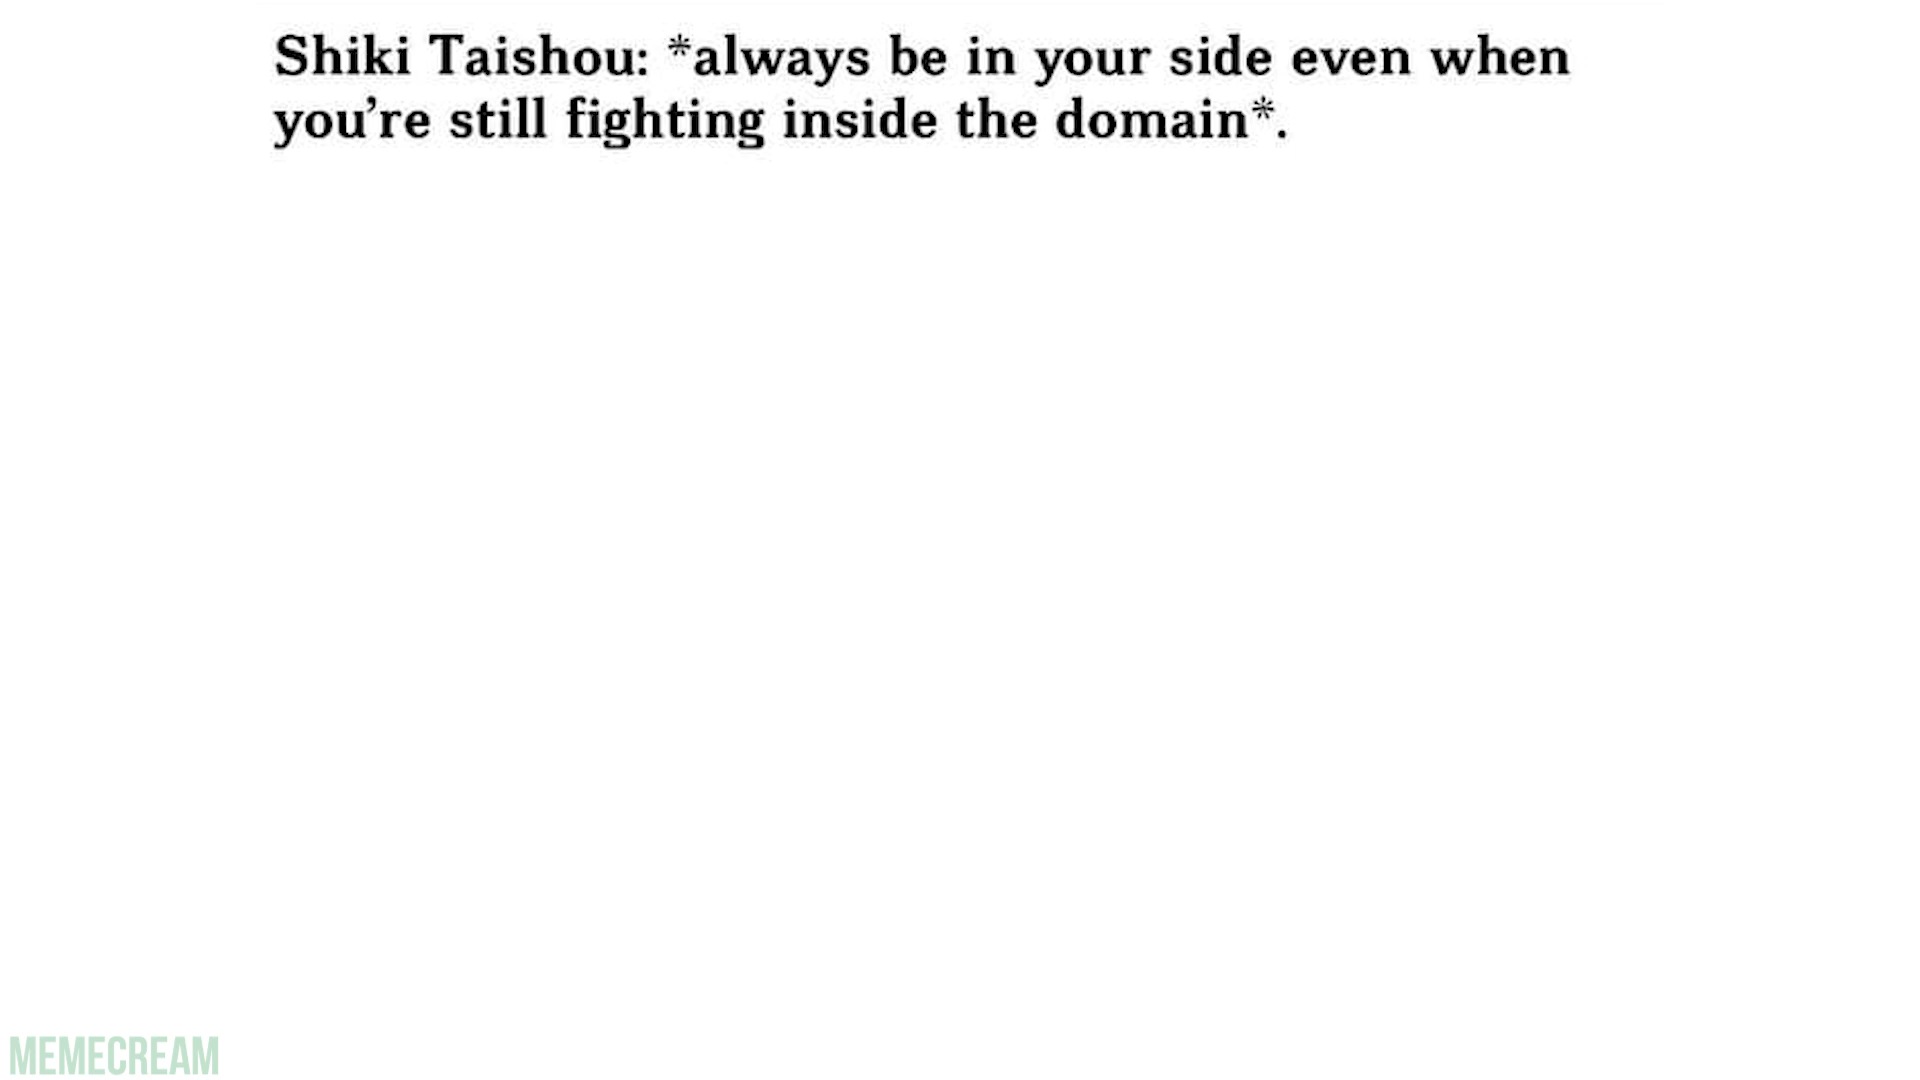 Shiki Taishou: *always be in your side even when
you’re still fighting inside the domain*.
MEMECREAM